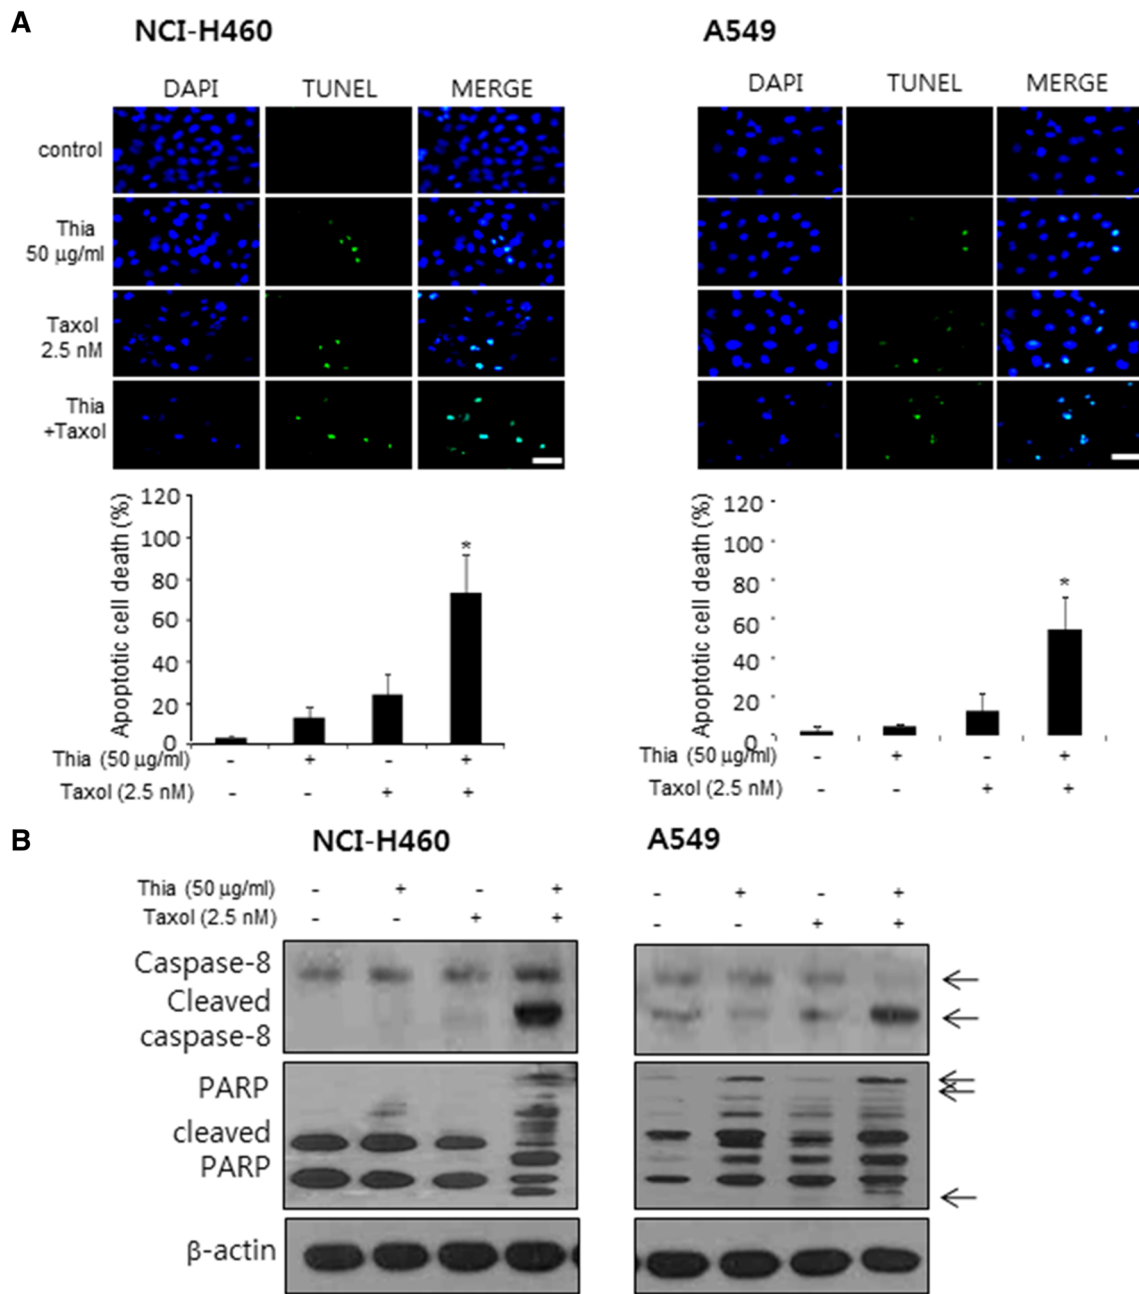 A
NCI-H460
A549
DAPI TUNEL MERGE
DAPI TUNEL MERGE
control
Thia
50 μg/ml
Taxol
2.5 nM
Thia
+Taxol
Apoptotic cell death (%)
120
100
80
60
40
20
0
*
Thia (50 μg/ml) - + - +
Taxol (2.5 nM) - - + +
Apoptotic cell death (%)
120
100
80
60
40
20
0
*
Thia (50 μg/ml) - + - +
Taxol (2.5 nM) - - + +
B
NCI-H460
A549
Thia (50 μg/ml) - + - + - + - +
Taxol (2.5 nM) - - + + - - + +
Caspase-8
Cleaved
caspase-8
PARP
cleaved
PARP
β-actin